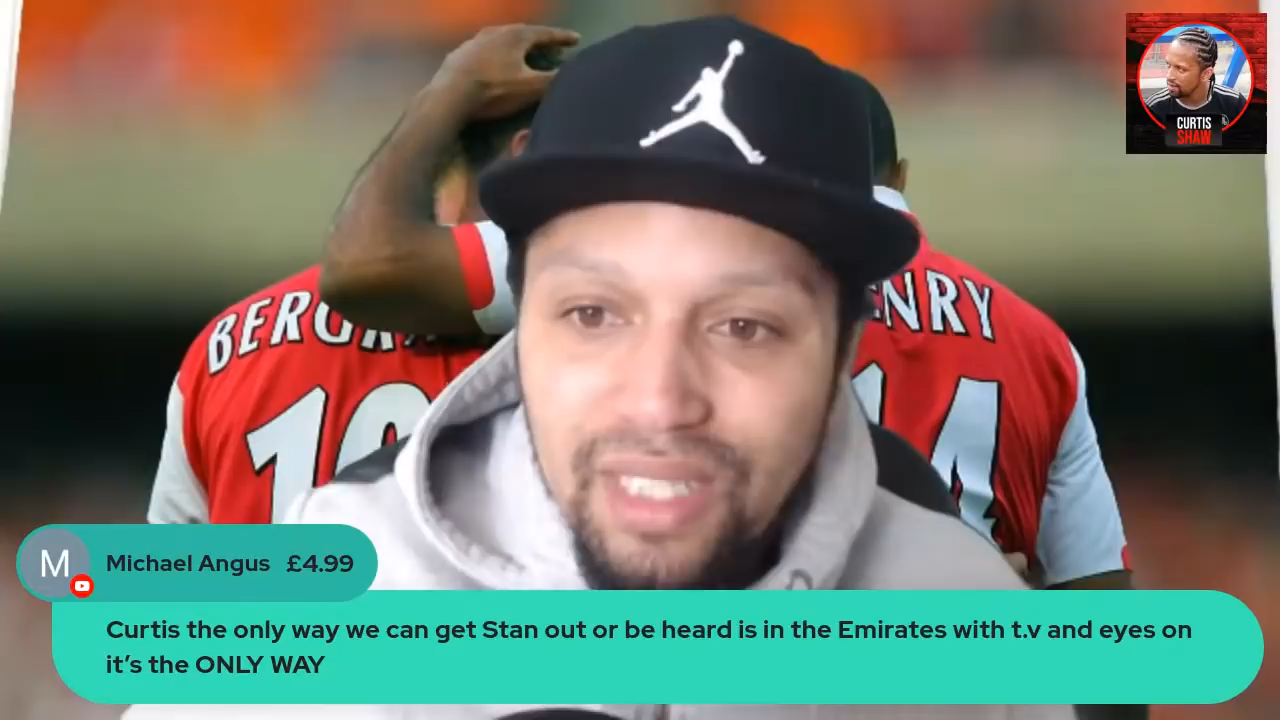 CURTIS
SHAW
14
M
Michael Angus £4.99
Curtis the only way we can get Stan out or be heard is in the Emirates with t.v and eyes on
it's the ONLY WAY